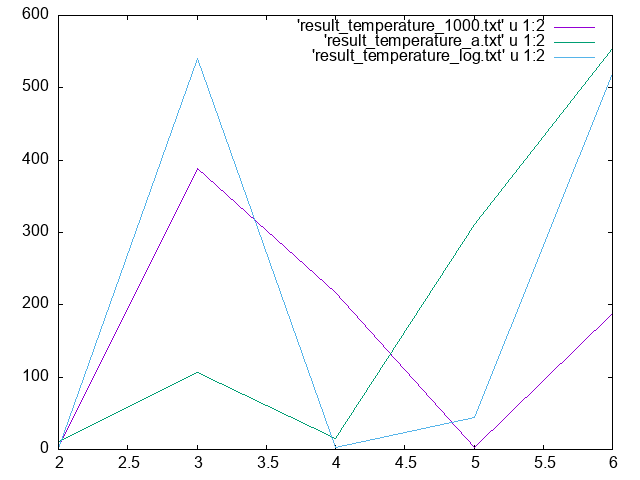 600
500
400
300
200
100
0
'result_temperature_1000.txt' u 1:2
'result_temperature_a.txt' u 1:2
'result_temperature_log.txt' u 1:2
2 2.5 3 3.5 4 4.5 5 5.5 6